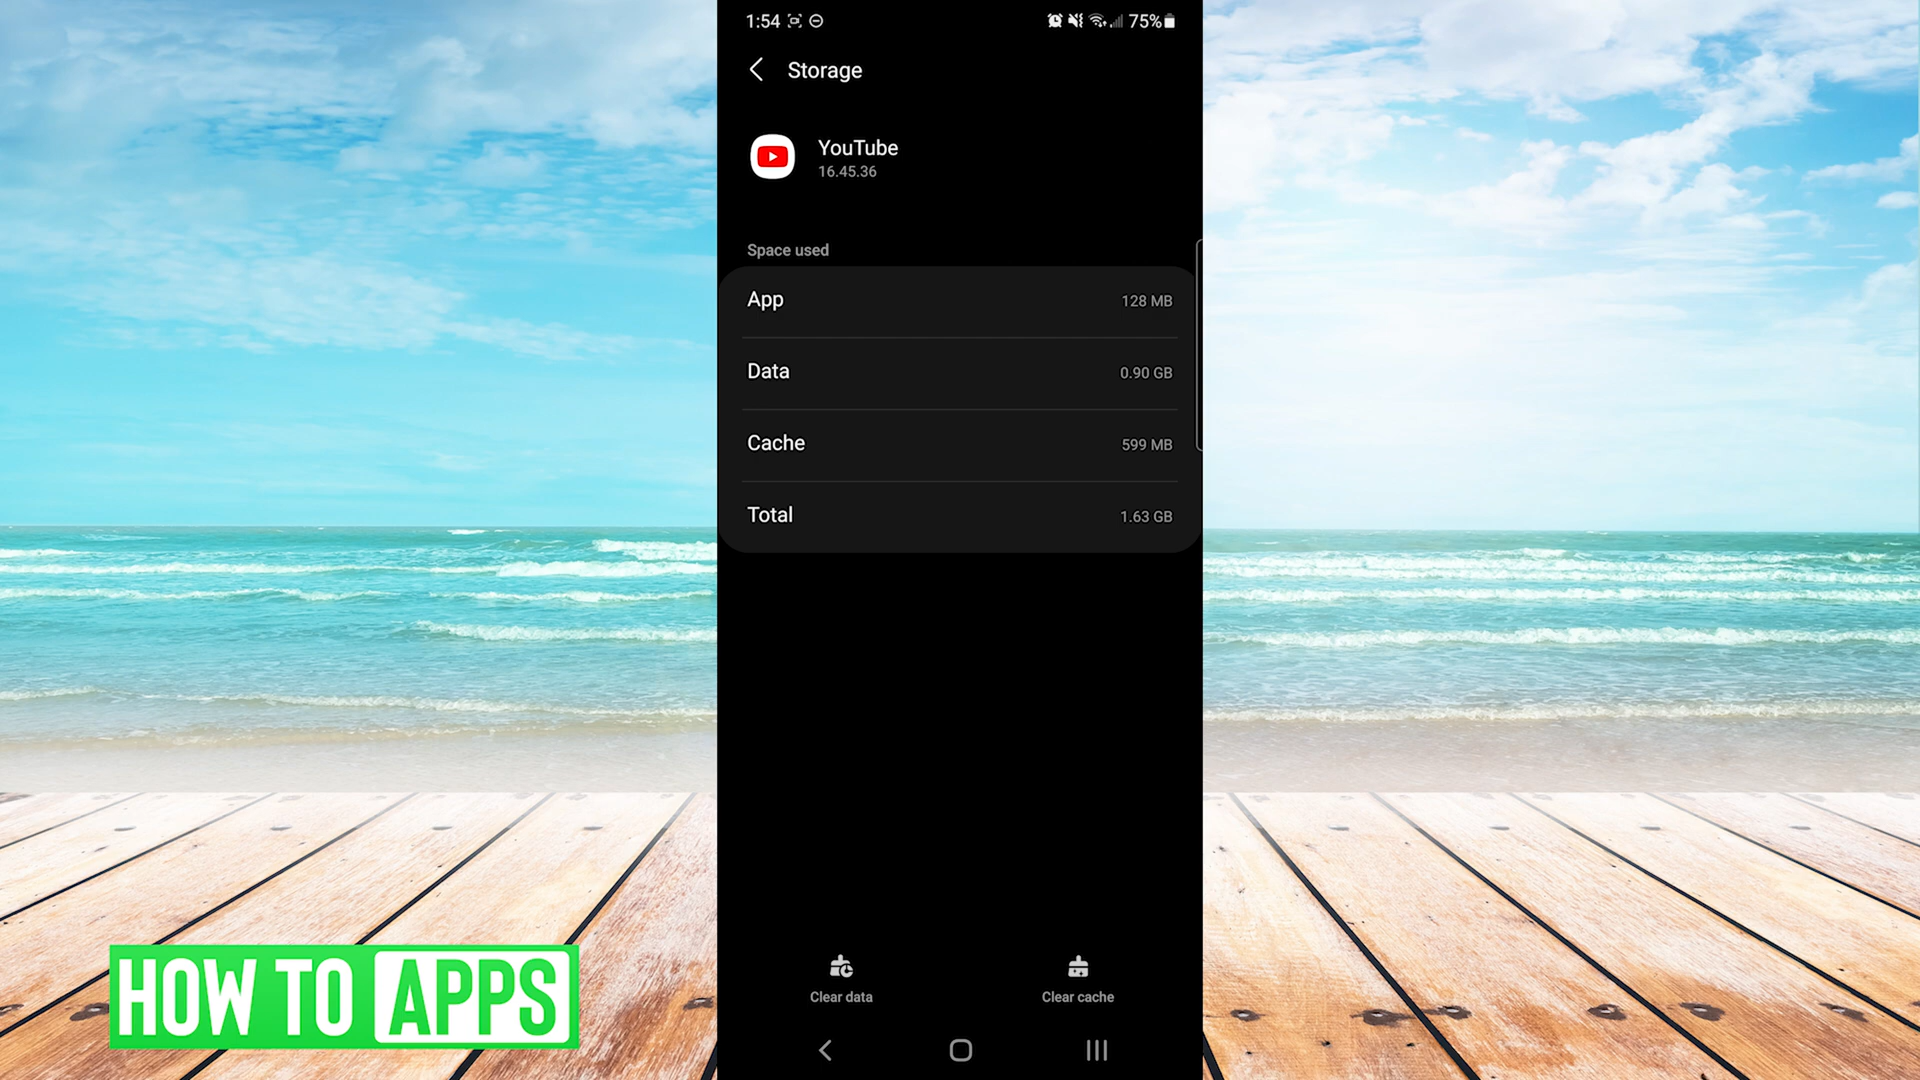 1:54
75%
Storage
YouTube
16.45.36
Space used
App
128 MB
Data
0.90 GB
Cache
599 MB
Total
1.63 GB
Clear data
Clear cache
HOW TO APPS